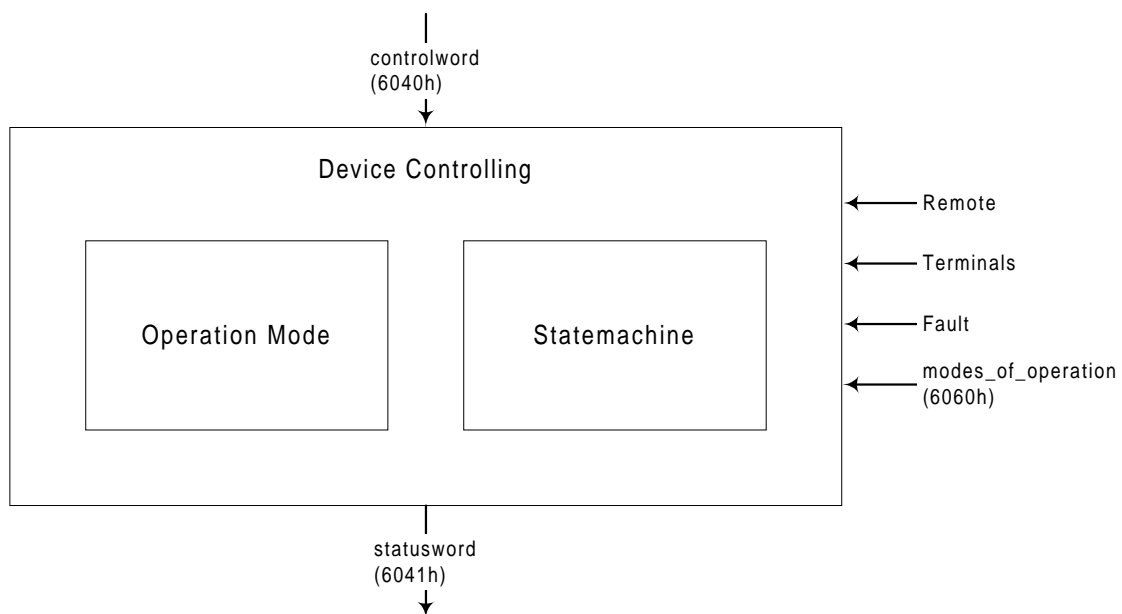 controlword
(6040h)
Device Controlling
Operation Mode
Statemachine
Remote
Terminals
Fault
modes_of_operation
(6060h)
statusword
(6041h)